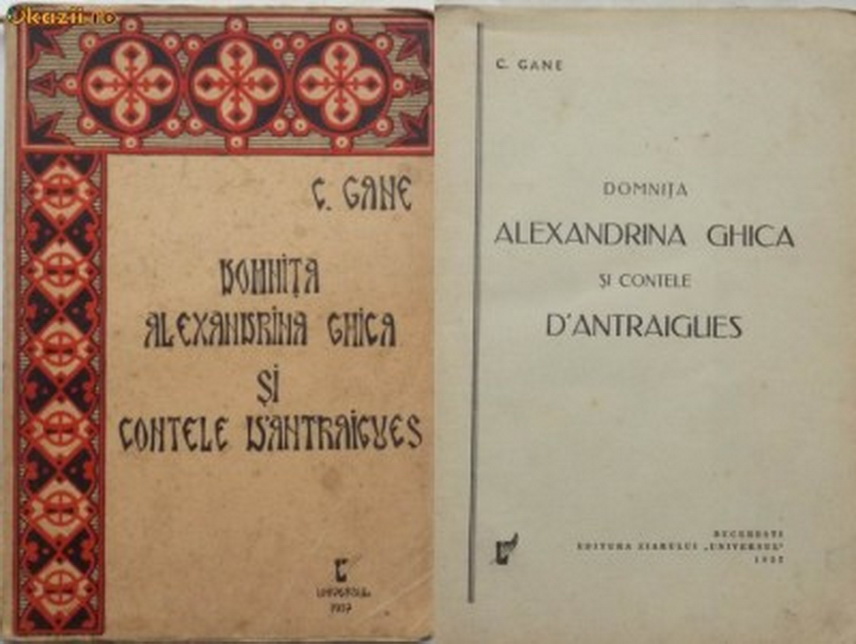 Okazii.ro
C. GANE
DOMNIȚA
ALEXANDRINA GHICA
ȘI
CONTELE D'ANTRAIGUES
UNIVERSUL
1937
C. GANE
DOMNIȚA
ALEXANDRINA GHICA
ȘI CONTELE
D'ANTRAIGUES
BUCUREȘTI
EDITURA ZIARULUI „UNIVERSUL”
1937